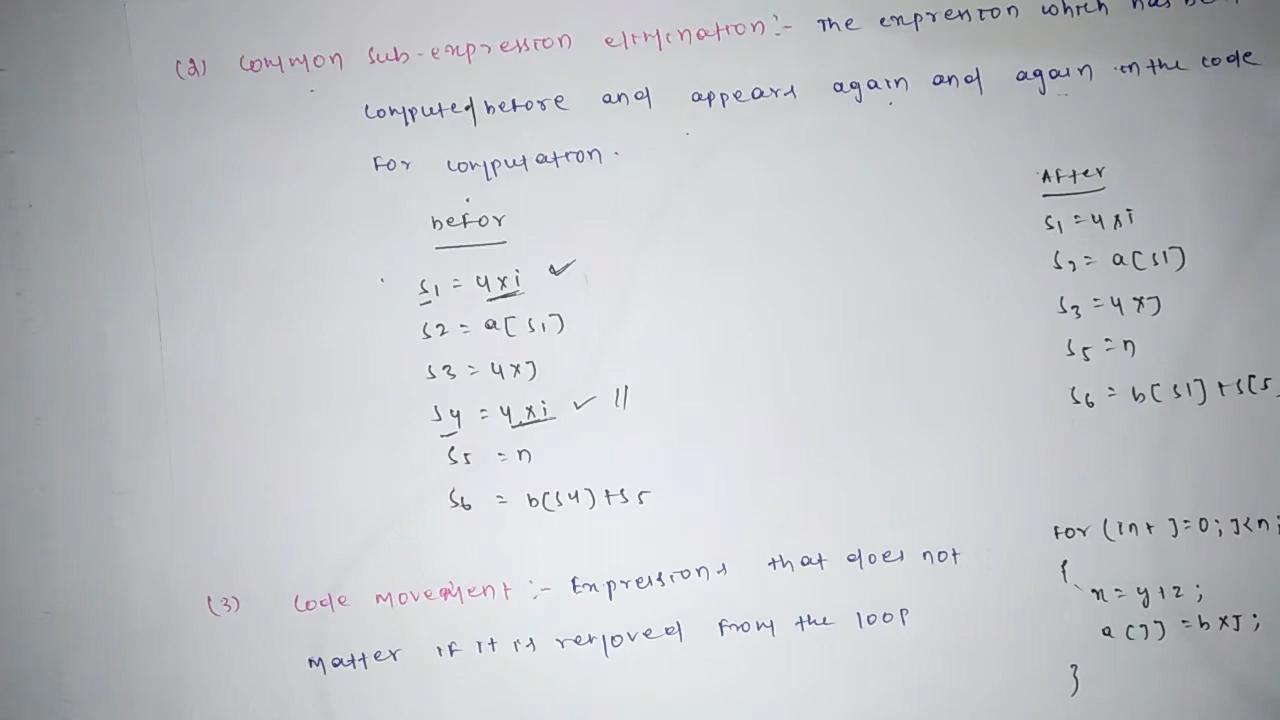 (2) Common Sub-expression elimination:- The expression which has
computed before and appears again and again in the code
For computation.
befor
S1 = 4xi ✓
S2 = a[S1]
S3 = 4xJ
S4 = 4xi ✓ //
S5 = n
S6 = b[S4]+S5
After
S1 = 4xi
S2 = a[S1]
S3 = 4xJ
S5 = n
S6 = b[S1]+S[5
(3) Code movement :- Expressions that does not
matter if it is removed from the loop
For (int J=0; J<n;
{
x = y+z;
a[J] = bxJ;
}